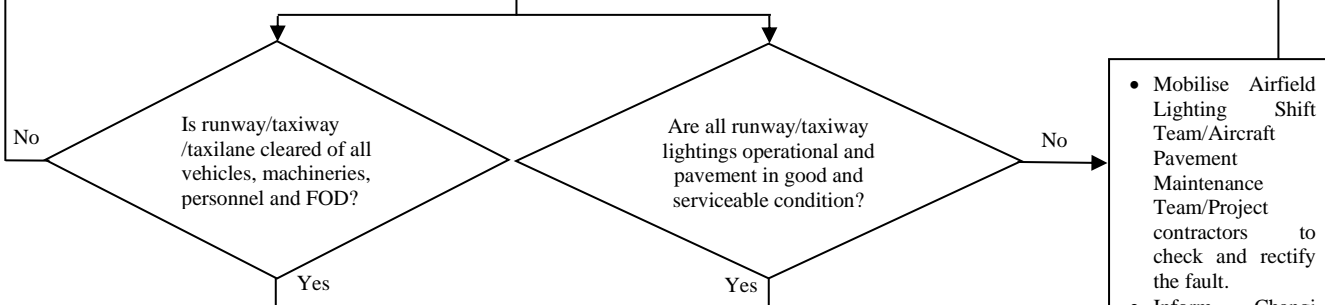 No
Is runway/taxiway
/taxilane cleared of all
vehicles, machineries,
personnel and FOD?
Yes
Are all runway/taxiway
lightings operational and
pavement in good and
serviceable condition?
Yes
No
• Mobilise Airfield
Lighting Shift
Team/Aircraft
Pavement
Maintenance
Team/Project
contractors to
check and rectify
the fault.
• Inform Changi